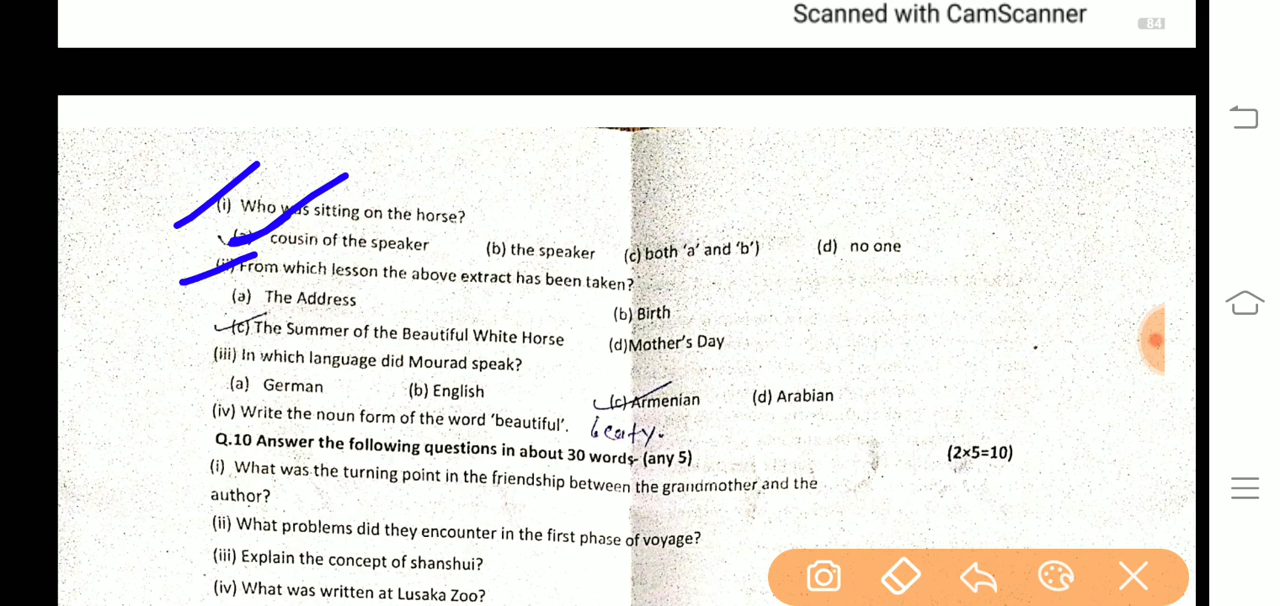 Scanned with CamScanner
84
(i) Who was sitting on the horse?
(a) cousin of the speaker (b) the speaker (c) both 'a' and 'b') (d) no one
(ii) From which lesson the above extract has been taken?
(a) The Address (b) Birth
(c) The Summer of the Beautiful White Horse (d)Mother's Day
(iii) In which language did Mourad speak?
(a) German (b) English (c) Armenian (d) Arabian
(iv) Write the noun form of the word 'beautiful'. beaty.
Q.10 Answer the following questions in about 30 words- (any 5) (2×5=10)
(i) What was the turning point in the friendship between the grandmother and the
author?
(ii) What problems did they encounter in the first phase of voyage?
(iii) Explain the concept of shanshui?
(iv) What was written at Lusaka Zoo?